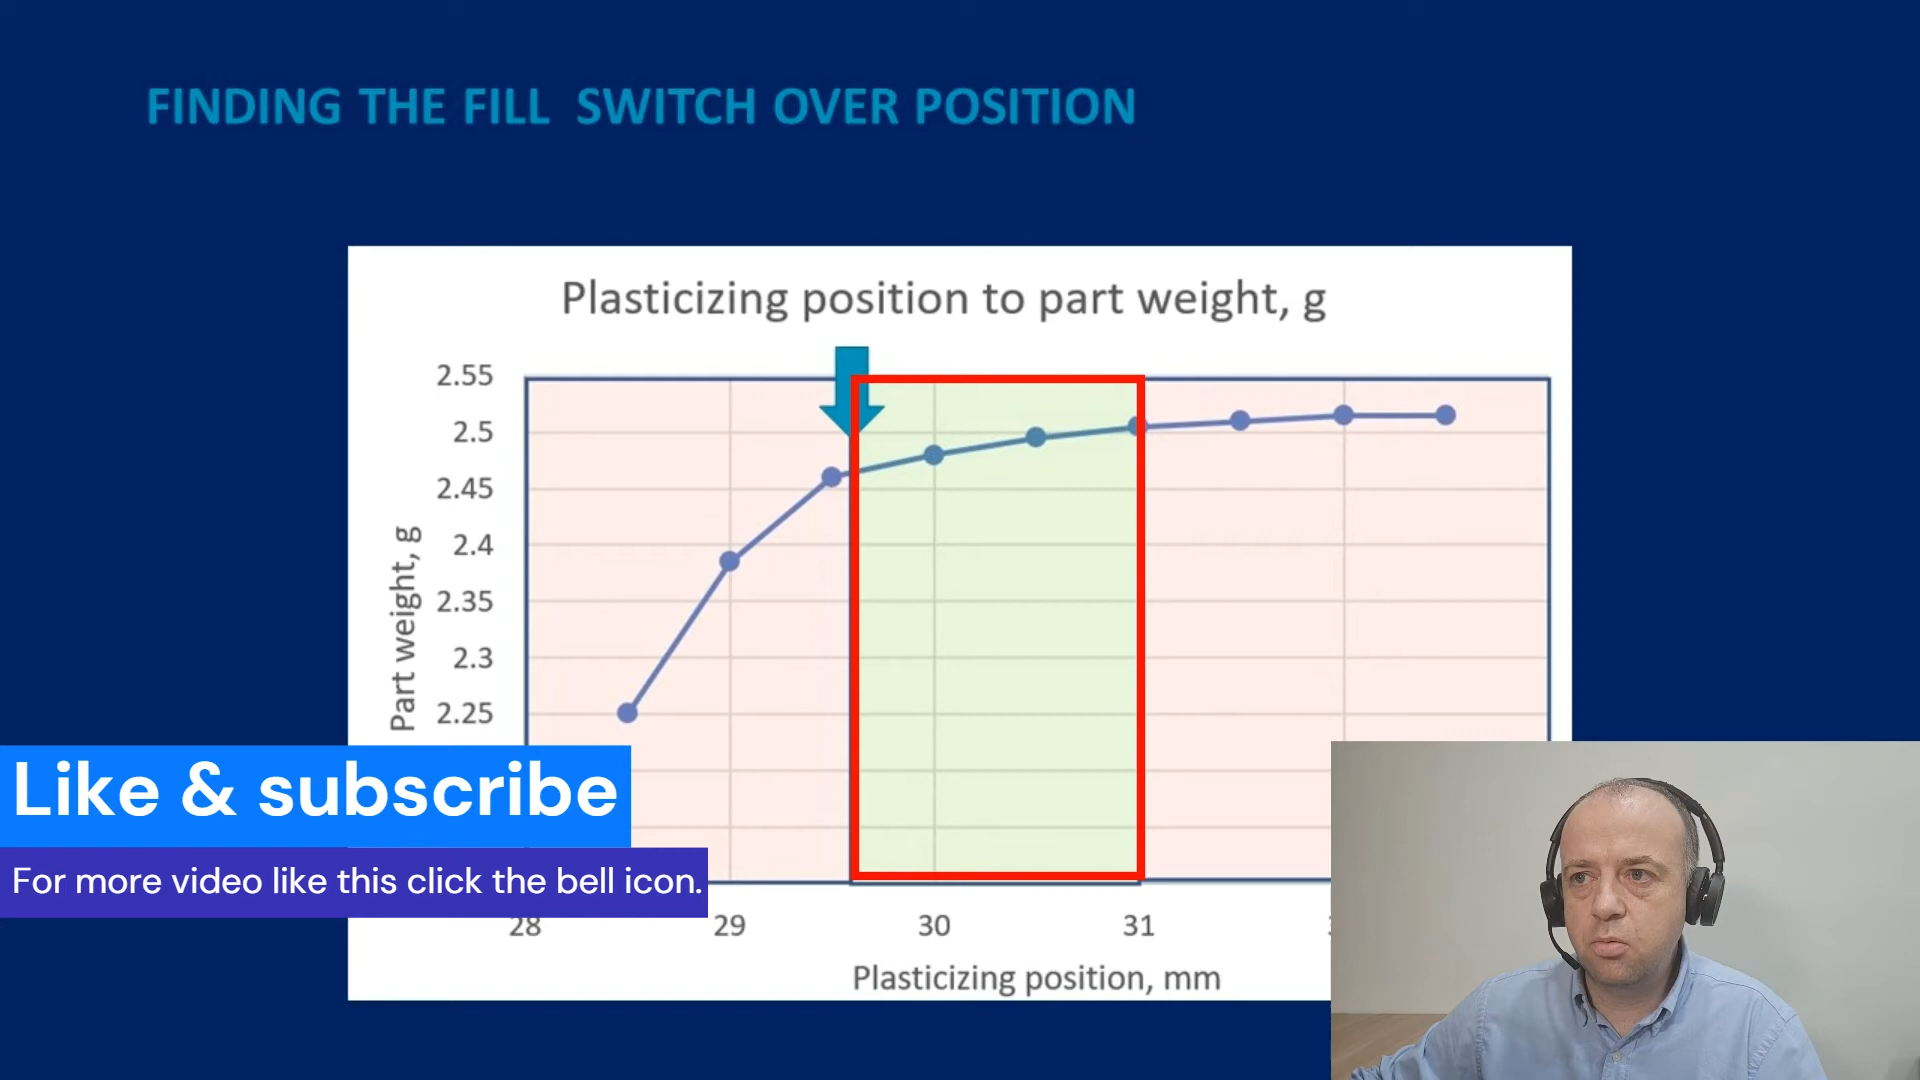 FINDING THE FILL SWITCH OVER POSITION
Plasticizing position to part weight, g
2.55
2.5
2.45
2.4
2.35
2.3
2.25
Part weight, g
Like & subscribe
For more video like this click the bell icon.
28
29
30
31
Plasticizing position, mm